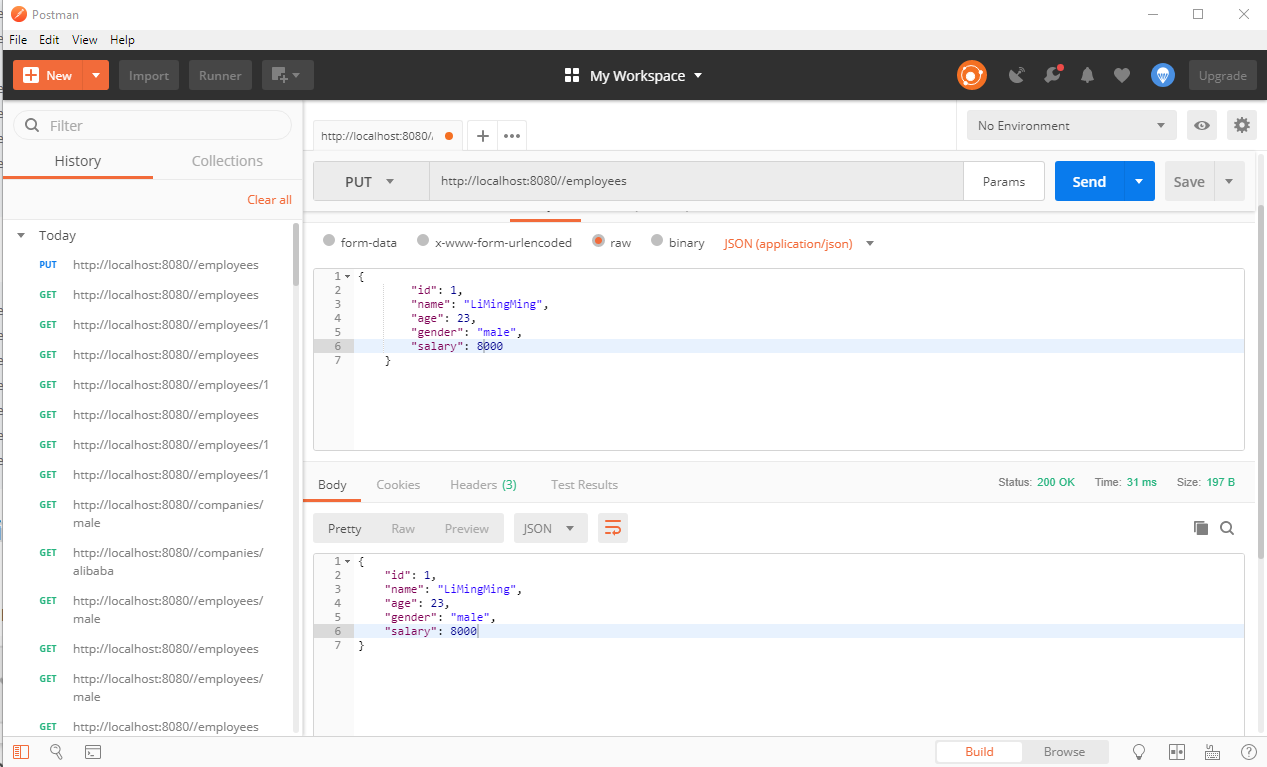 Postman
File Edit View Help
New Import Runner My Workspace Upgrade
Filter
History Collections
Clear all
Today
PUT http://localhost:8080//employees
GET http://localhost:8080//employees
GET http://localhost:8080//employees/1
GET http://localhost:8080//employees
GET http://localhost:8080//employees/1
GET http://localhost:8080//employees
GET http://localhost:8080//employees/1
GET http://localhost:8080//employees/1
GET http://localhost:8080//companies/
male
GET http://localhost:8080//companies/
alibaba
GET http://localhost:8080//employees/
male
GET http://localhost:8080//employees
GET http://localhost:8080//employees/
male
GET http://localhost:8080//employees
http://localhost:8080/ No Environment
PUT http://localhost:8080//employees Params Send Save
form-data x-www-form-urlencoded raw binary JSON (application/json)
1 {
2 "id": 1,
3 "name": "LiMingMing",
4 "age": 23,
5 "gender": "male",
6 "salary": 8000
7 }
Body Cookies Headers (3) Test Results Status: 200 OK Time: 31 ms Size: 197 B
Pretty Raw Preview JSON
1 {
2 "id": 1,
3 "name": "LiMingMing",
4 "age": 23,
5 "gender": "male",
6 "salary": 8000
7 }
Build Browse